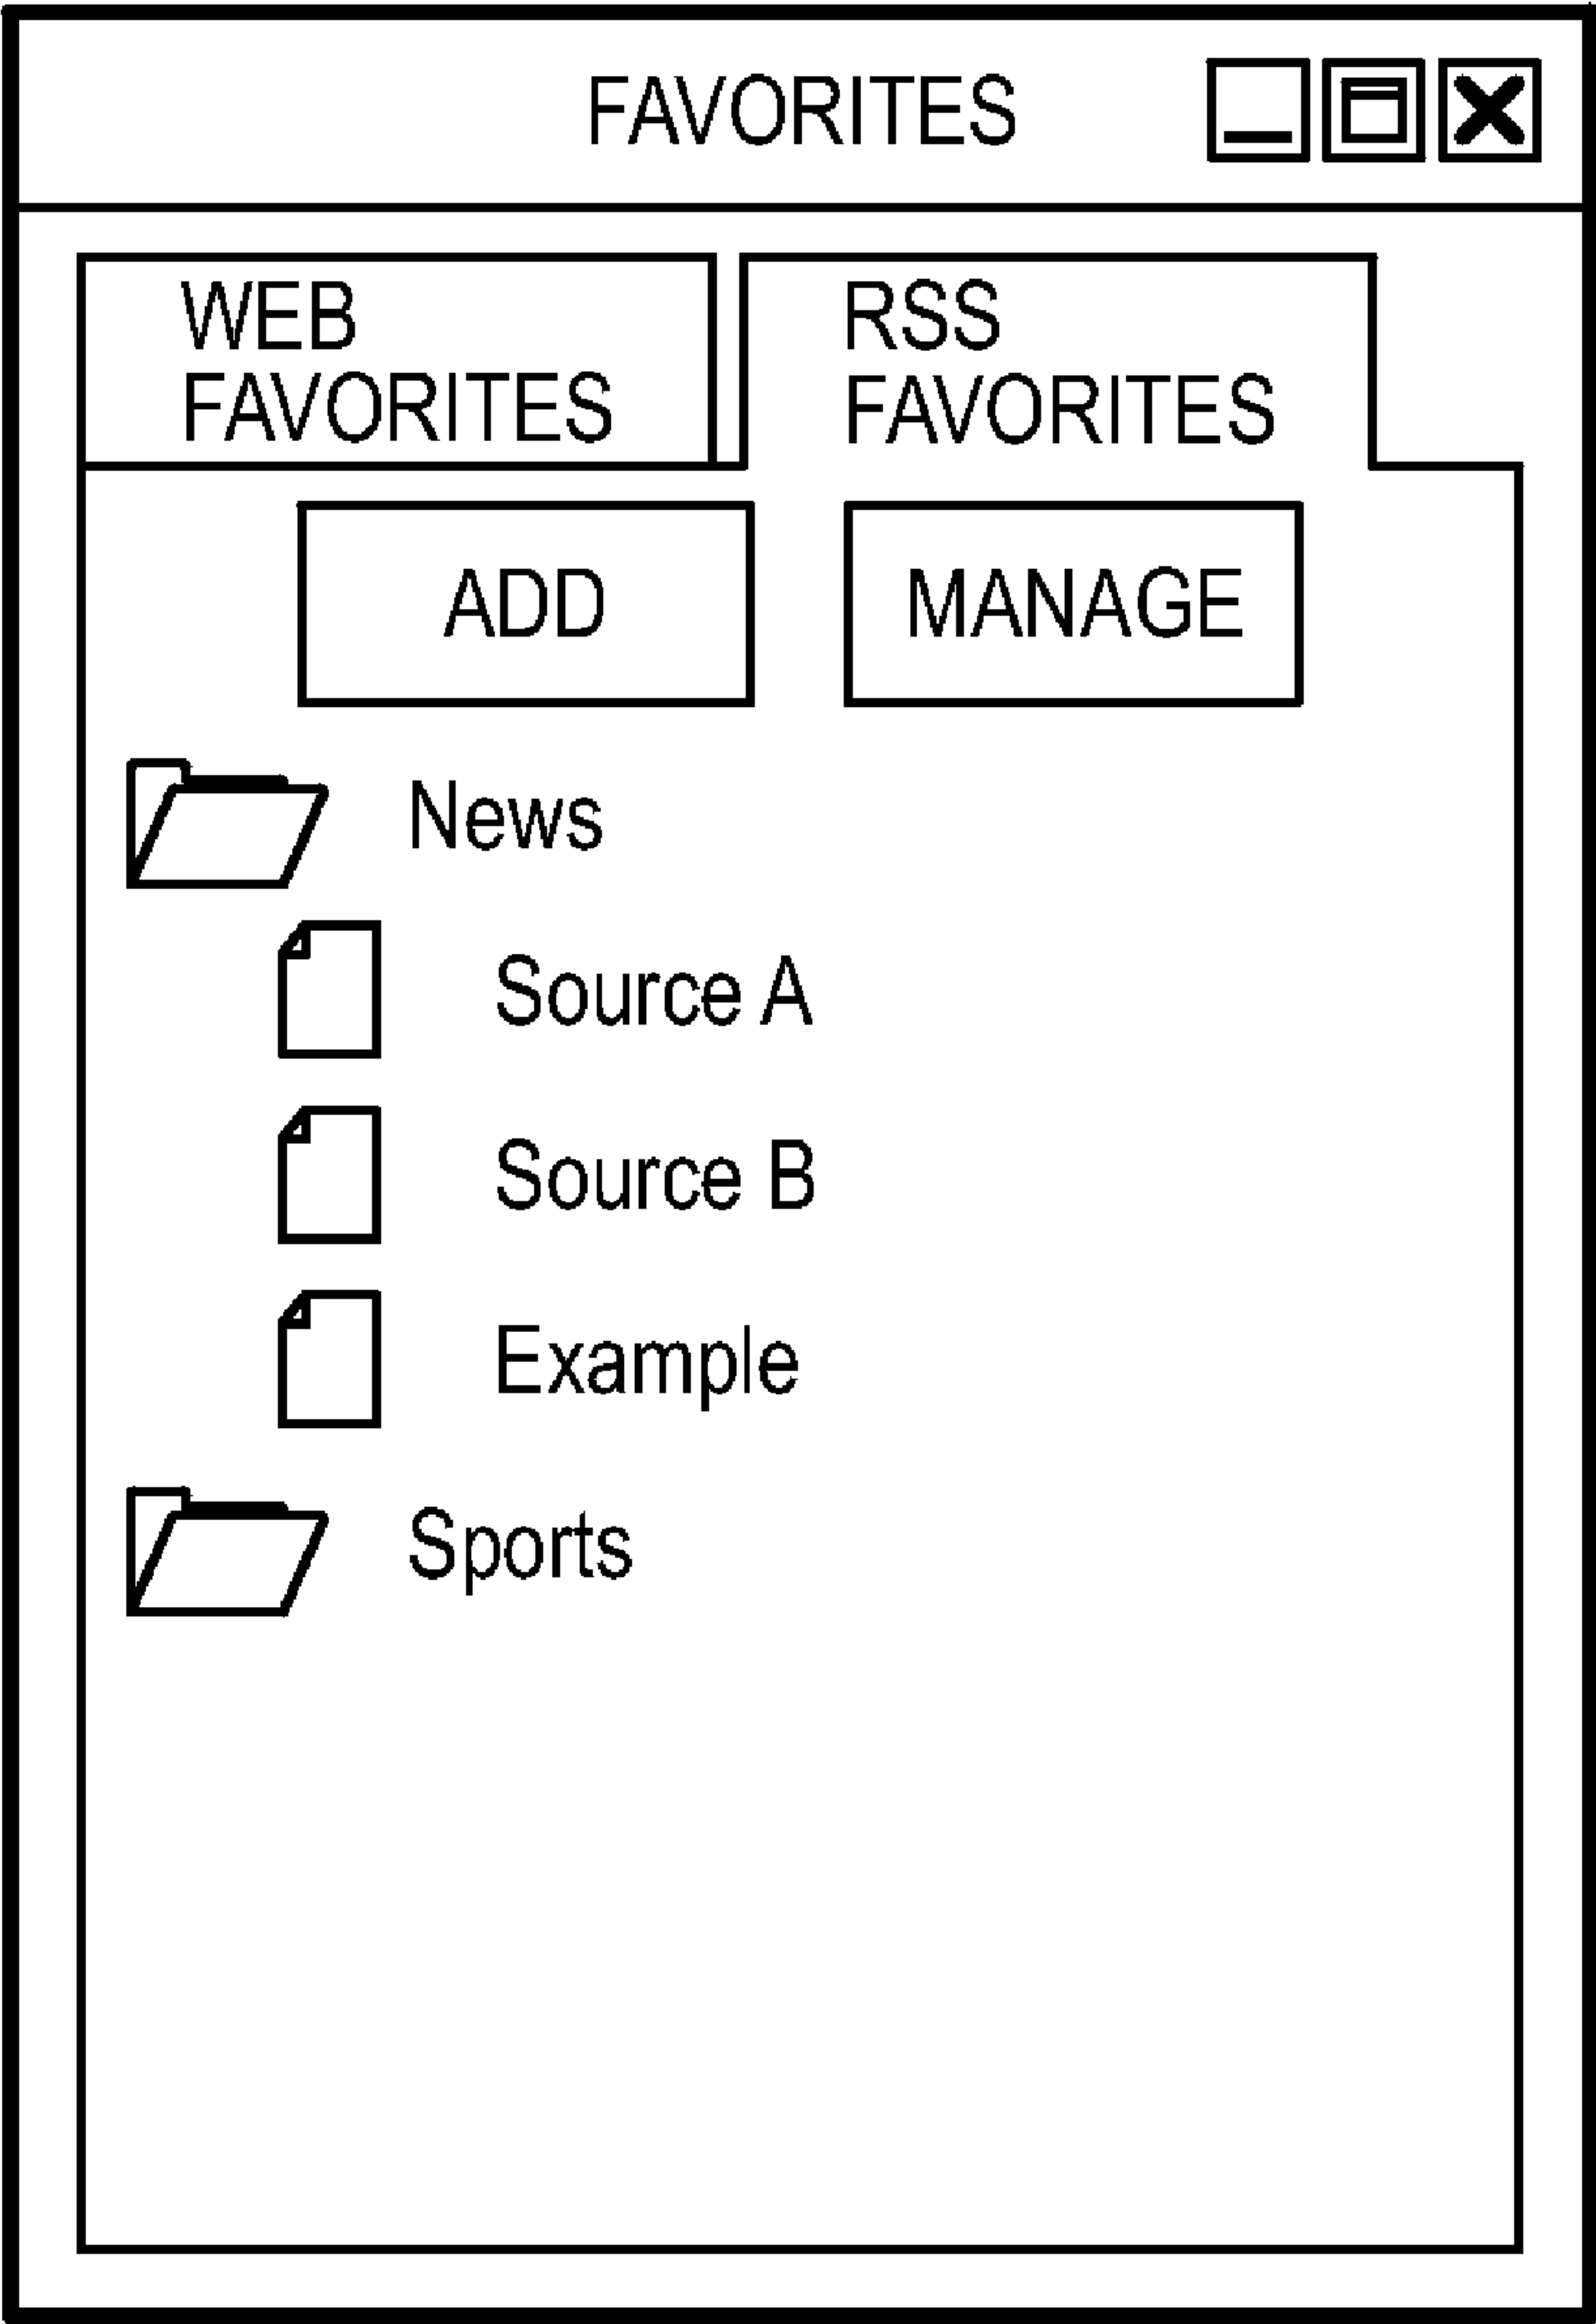 FAVORITES
WEB
FAVORITES
RSS
FAVORITES
ADD
MANAGE
News
Source A
Source B
Example
Sports